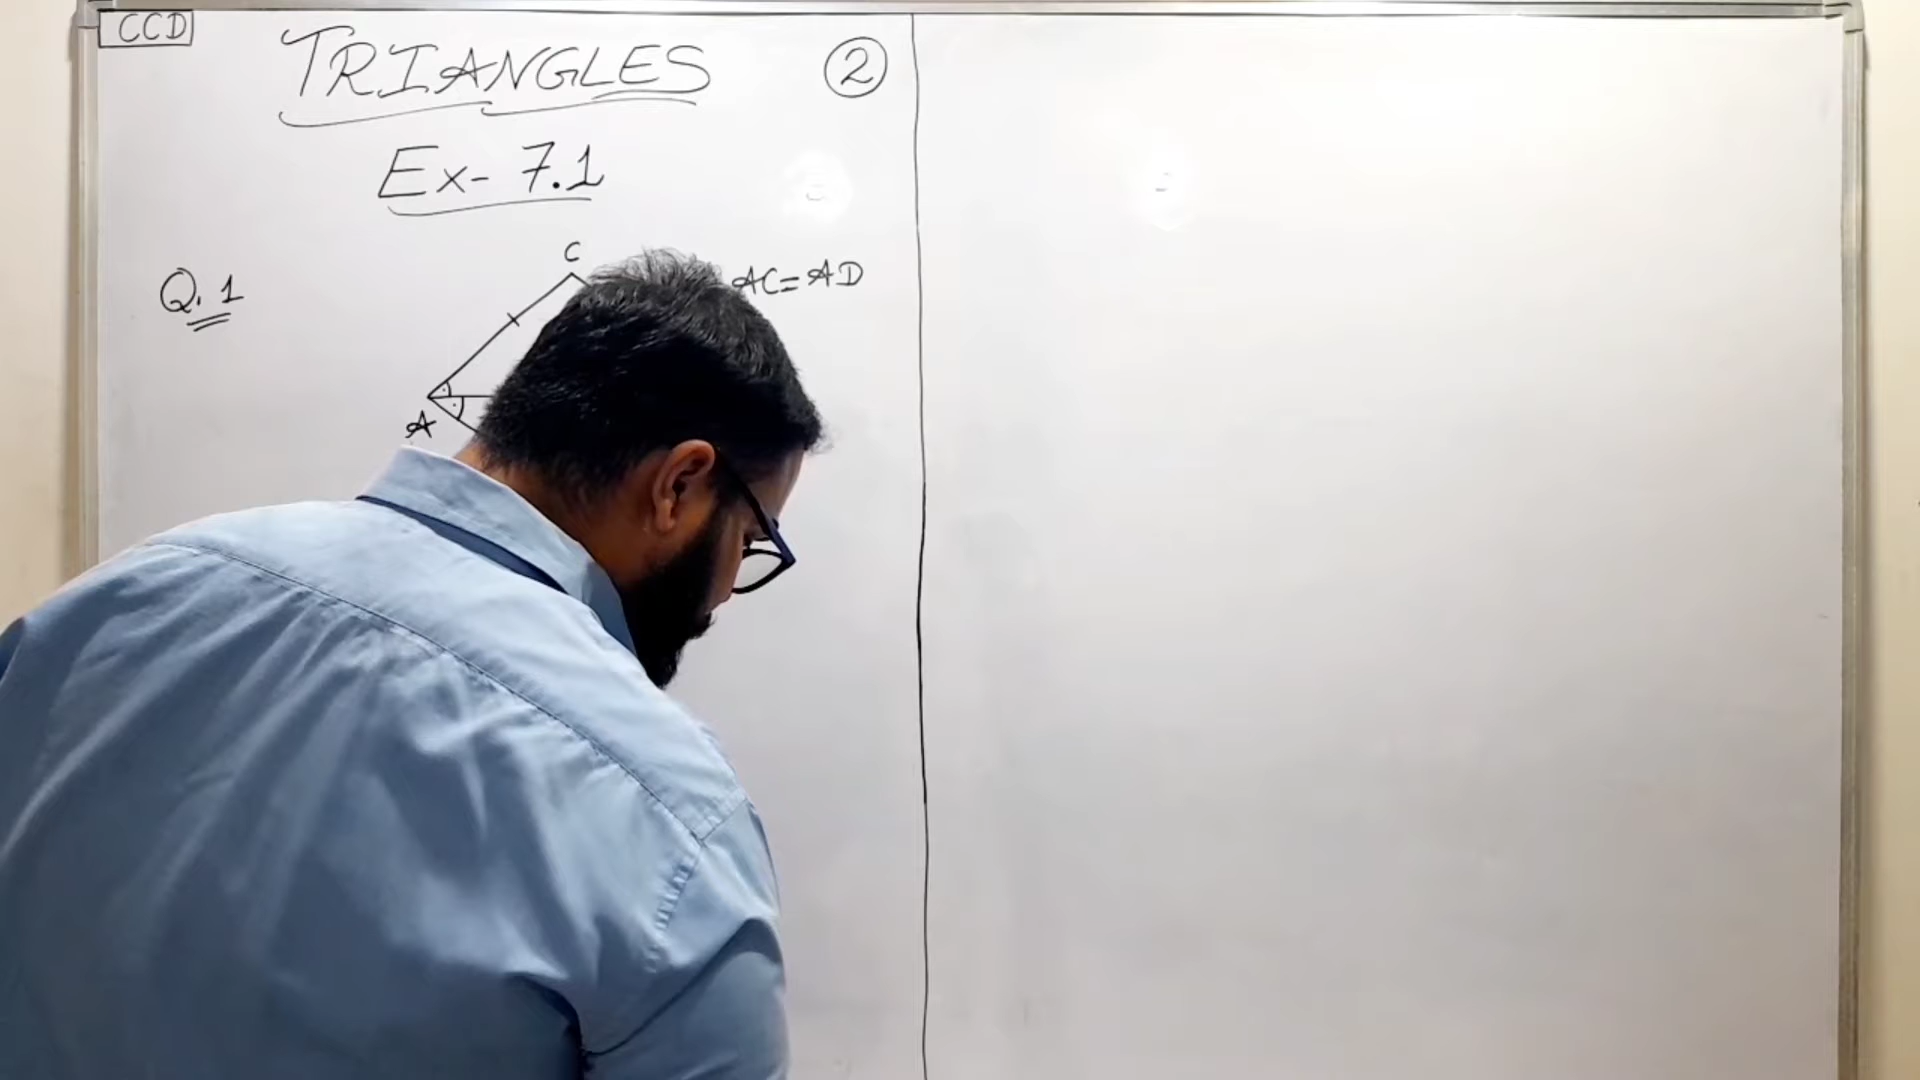 CCD
TRIANGLES
2
Ex- 7.1
Q. 1
C
AC=AD
A